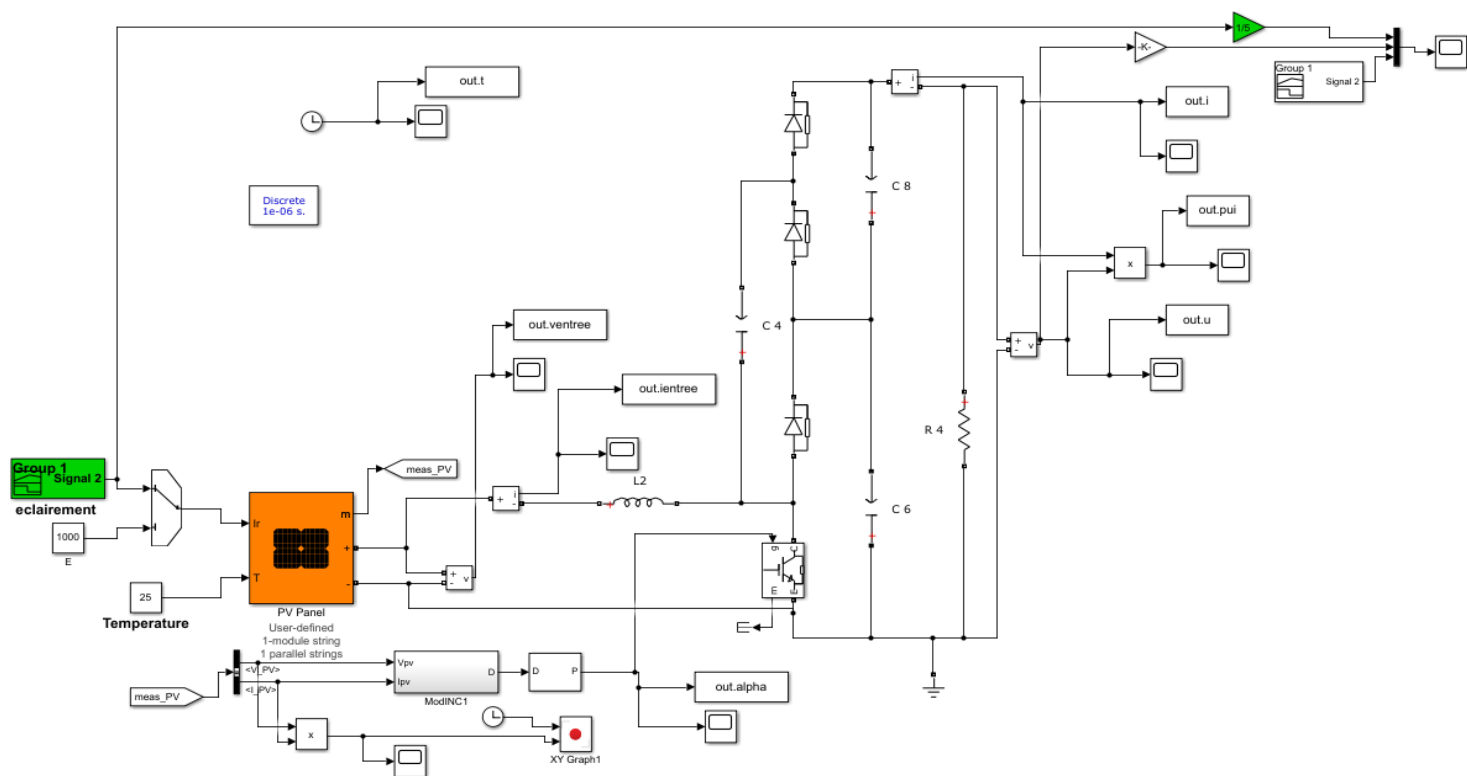 1/5
-K-
Group 1
Signal 2
out.t
i
+
-
out.i
Discrete
1e-06 s.
C 8
out.pui
x
out.ventree
C 4
out.u
+
-
v
out.ientree
R 4
Group 1
Signal 2
eclairement
meas_PV
L2
i
+
-
C 6
1000
E
Ir
m
+
T
-
g
C
m
E
+
-
v
25
Temperature
PV Panel
User-defined
1-module string
1 parallel strings
<V_PV>
Vpv
D
D
P
<I_PV>
Ipv
meas_PV
ModINC1
out.alpha
x
XY Graph1